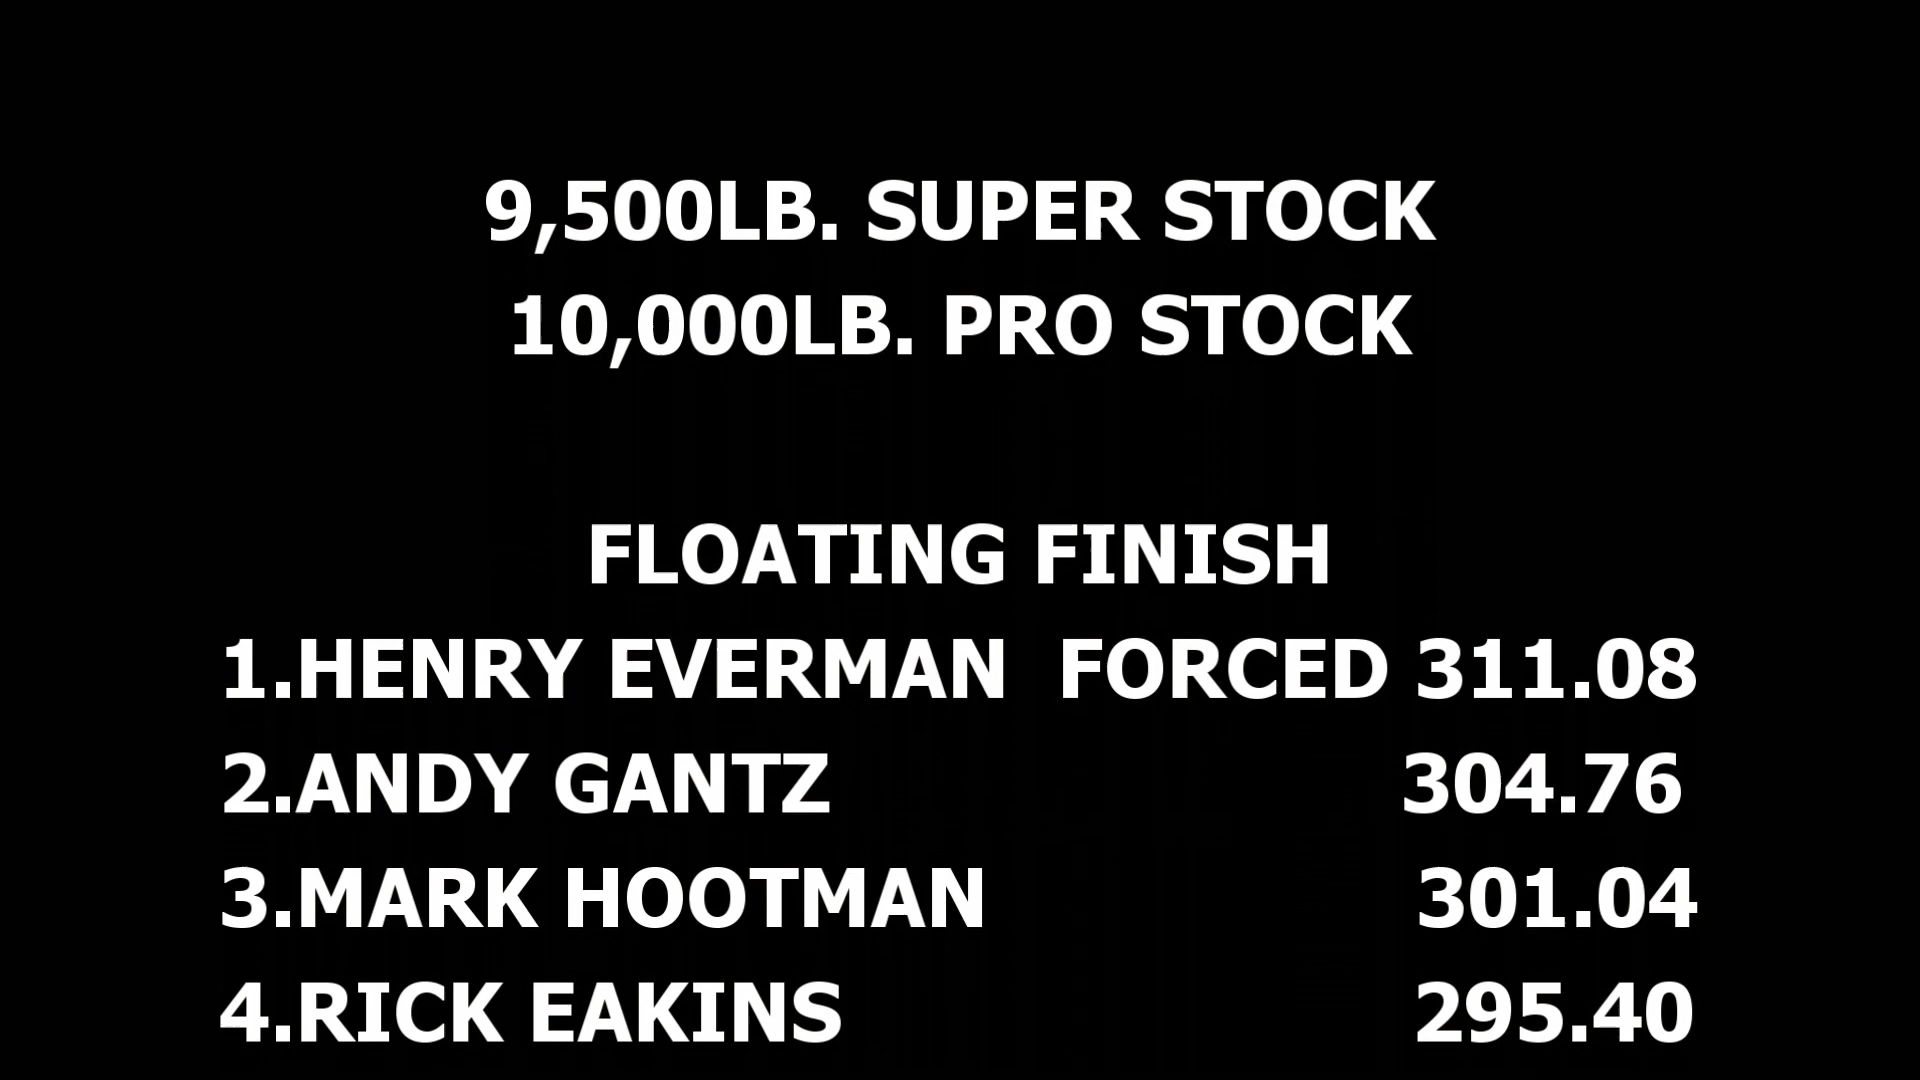 9,500LB. SUPER STOCK
10,000LB. PRO STOCK
FLOATING FINISH
1.HENRY EVERMAN  FORCED 311.08
2.ANDY GANTZ 304.76
3.MARK HOOTMAN 301.04
4.RICK EAKINS 295.40